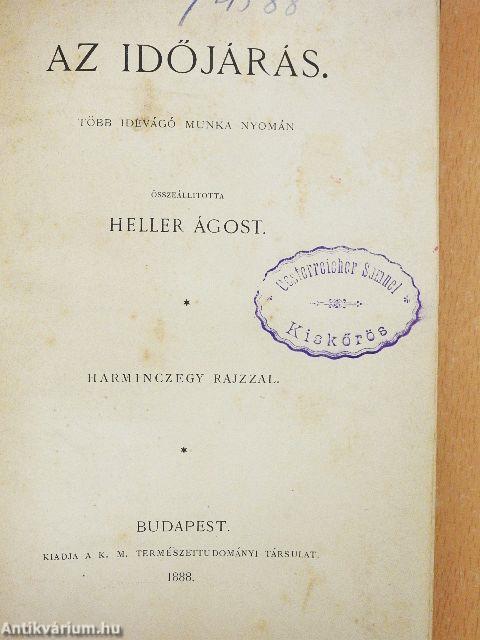 AZ IDŐJÁRÁS.
TÖBB IDEVÁGÓ MUNKA NYOMÁN
ÖSSZEÁLLITOTTA
HELLER ÁGOST.
Oesterreicher Samuel
Kiskőrös
HARMINCZEGY RAJZZAL.
BUDAPEST.
KIADJA A K. M. TERMÉSZETTUDOMÁNYI TÁRSULAT.
1888.
Antikvárium.hu